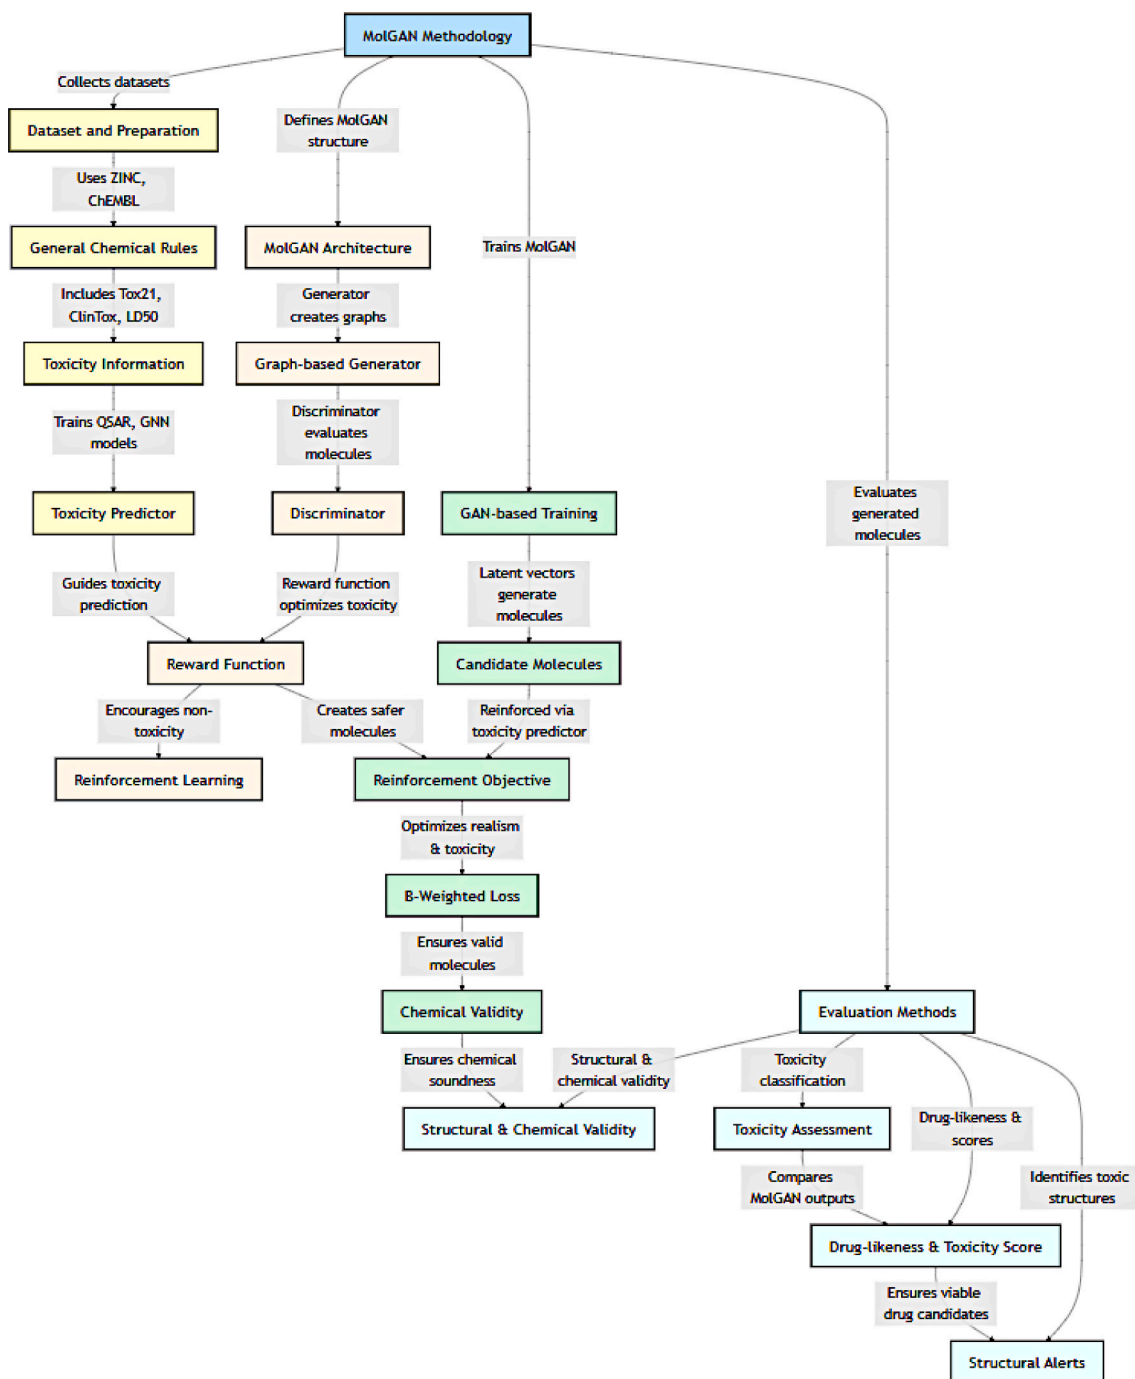 MolGAN Methodology
Collects datasets
Dataset and Preparation
Defines MolGAN
structure
Uses ZINC,
ChEMBL
General Chemical Rules
MolGAN Architecture
Trains MolGAN
Includes Tox21,
ClinTox, LD50
Generator
creates graphs
Toxicity Information
Graph-based Generator
Trains QSAR, GNN
models
Discriminator
evaluates
molecules
Toxicity Predictor
Discriminator
GAN-based Training
Evaluates
generated
molecules
Guides toxicity
prediction
Reward function
optimizes toxicity
Latent vectors
generate
molecules
Reward Function
Candidate Molecules
Encourages non-
toxicity
Creates safer
molecules
Reinforced via
toxicity predictor
Reinforcement Learning
Reinforcement Objective
Optimizes realism
& toxicity
B-Weighted Loss
Ensures valid
molecules
Chemical Validity
Evaluation Methods
Ensures chemical
soundness
Structural &
chemical validity
Toxicity
classification
Structural & Chemical Validity
Toxicity Assessment
Drug-likeness &
scores
Compares
MolGAN outputs
Identifies toxic
structures
Drug-likeness & Toxicity Score
Ensures viable
drug candidates
Structural Alerts